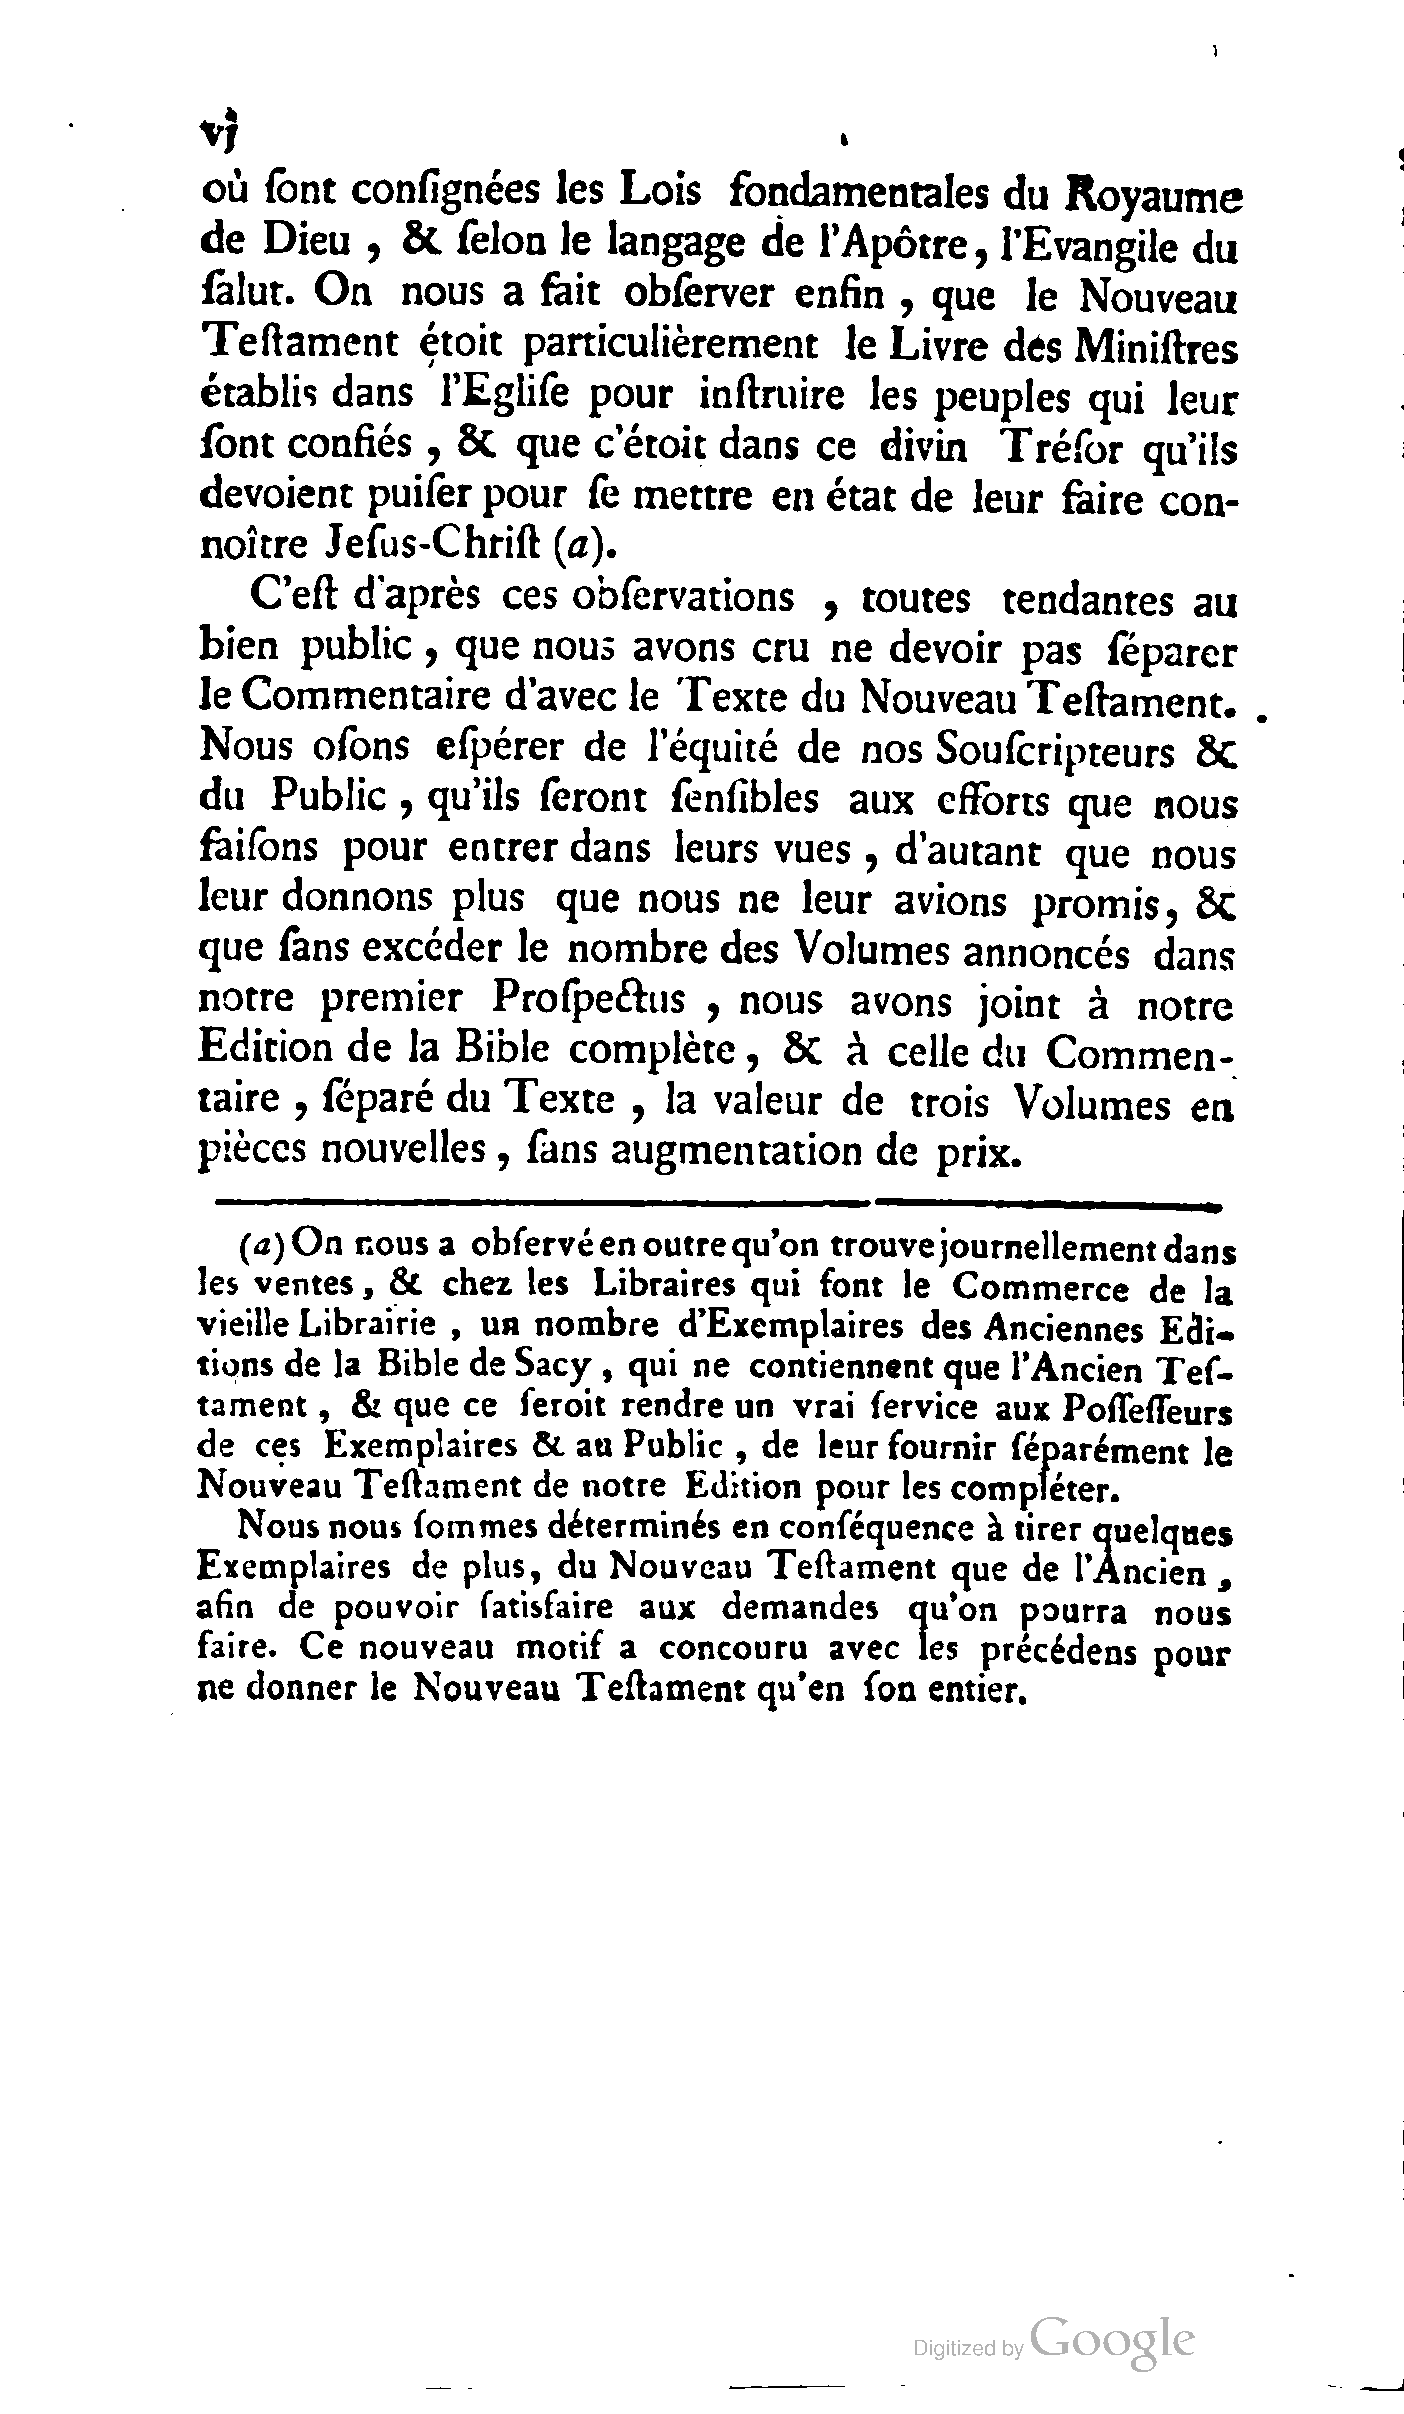 vj
où ſont conſignées les Lois fondamentales du Royaume
de Dieu , & ſelon le langage de l'Apôtre, l'Evangile du
ſalut. On nous a fait obſerver enfin , que le Nouveau
Teſtament étoit particulièrement le Livre des Miniſtres
établis dans l'Egliſe pour inſtruire les peuples qui leur
ſont confiés , & que c'étoit dans ce divin Tréſor qu'ils
devoient puiſer pour ſe mettre en état de leur faire con-
noître Jeſus-Chriſt (a).
C'eſt d'après ces obſervations , toutes tendantes au
bien public , que nous avons cru ne devoir pas ſéparer
le Commentaire d'avec le Texte du Nouveau Teſtament.
Nous oſons eſpérer de l'équité de nos Souſcripteurs &
du Public , qu'ils ſeront ſenſibles aux efforts que nous
faiſons pour entrer dans leurs vues , d'autant que nous
leur donnons plus que nous ne leur avions promis, &
que ſans excéder le nombre des Volumes annoncés dans
notre premier Proſpectus , nous avons joint à notre
Edition de la Bible complète , & à celle du Commen-
taire , ſéparé du Texte , la valeur de trois Volumes en
pièces nouvelles , ſans augmentation de prix.
(a) On nous a obſervé en outre qu'on trouve journellement dans
les ventes , & chez les Libraires qui font le Commerce de la
vieille Librairie , un nombre d'Exemplaires des Anciennes Edi-
tions de la Bible de Sacy , qui ne contiennent que l'Ancien Teſ-
tament , & que ce ſeroit rendre un vrai ſervice aux Poſſeſſeurs
de ces Exemplaires & au Public , de leur fournir ſéparément le
Nouveau Teſtament de notre Edition pour les compléter.
Nous nous ſommes déterminés en conſéquence à tirer quelques
Exemplaires de plus, du Nouveau Teſtament que de l'Ancien ,
afin de pouvoir ſatisfaire aux demandes qu'on pourra nous
faire. Ce nouveau motif a concouru avec les précédens pour
ne donner le Nouveau Teſtament qu'en ſon entier.
Digitized by Google